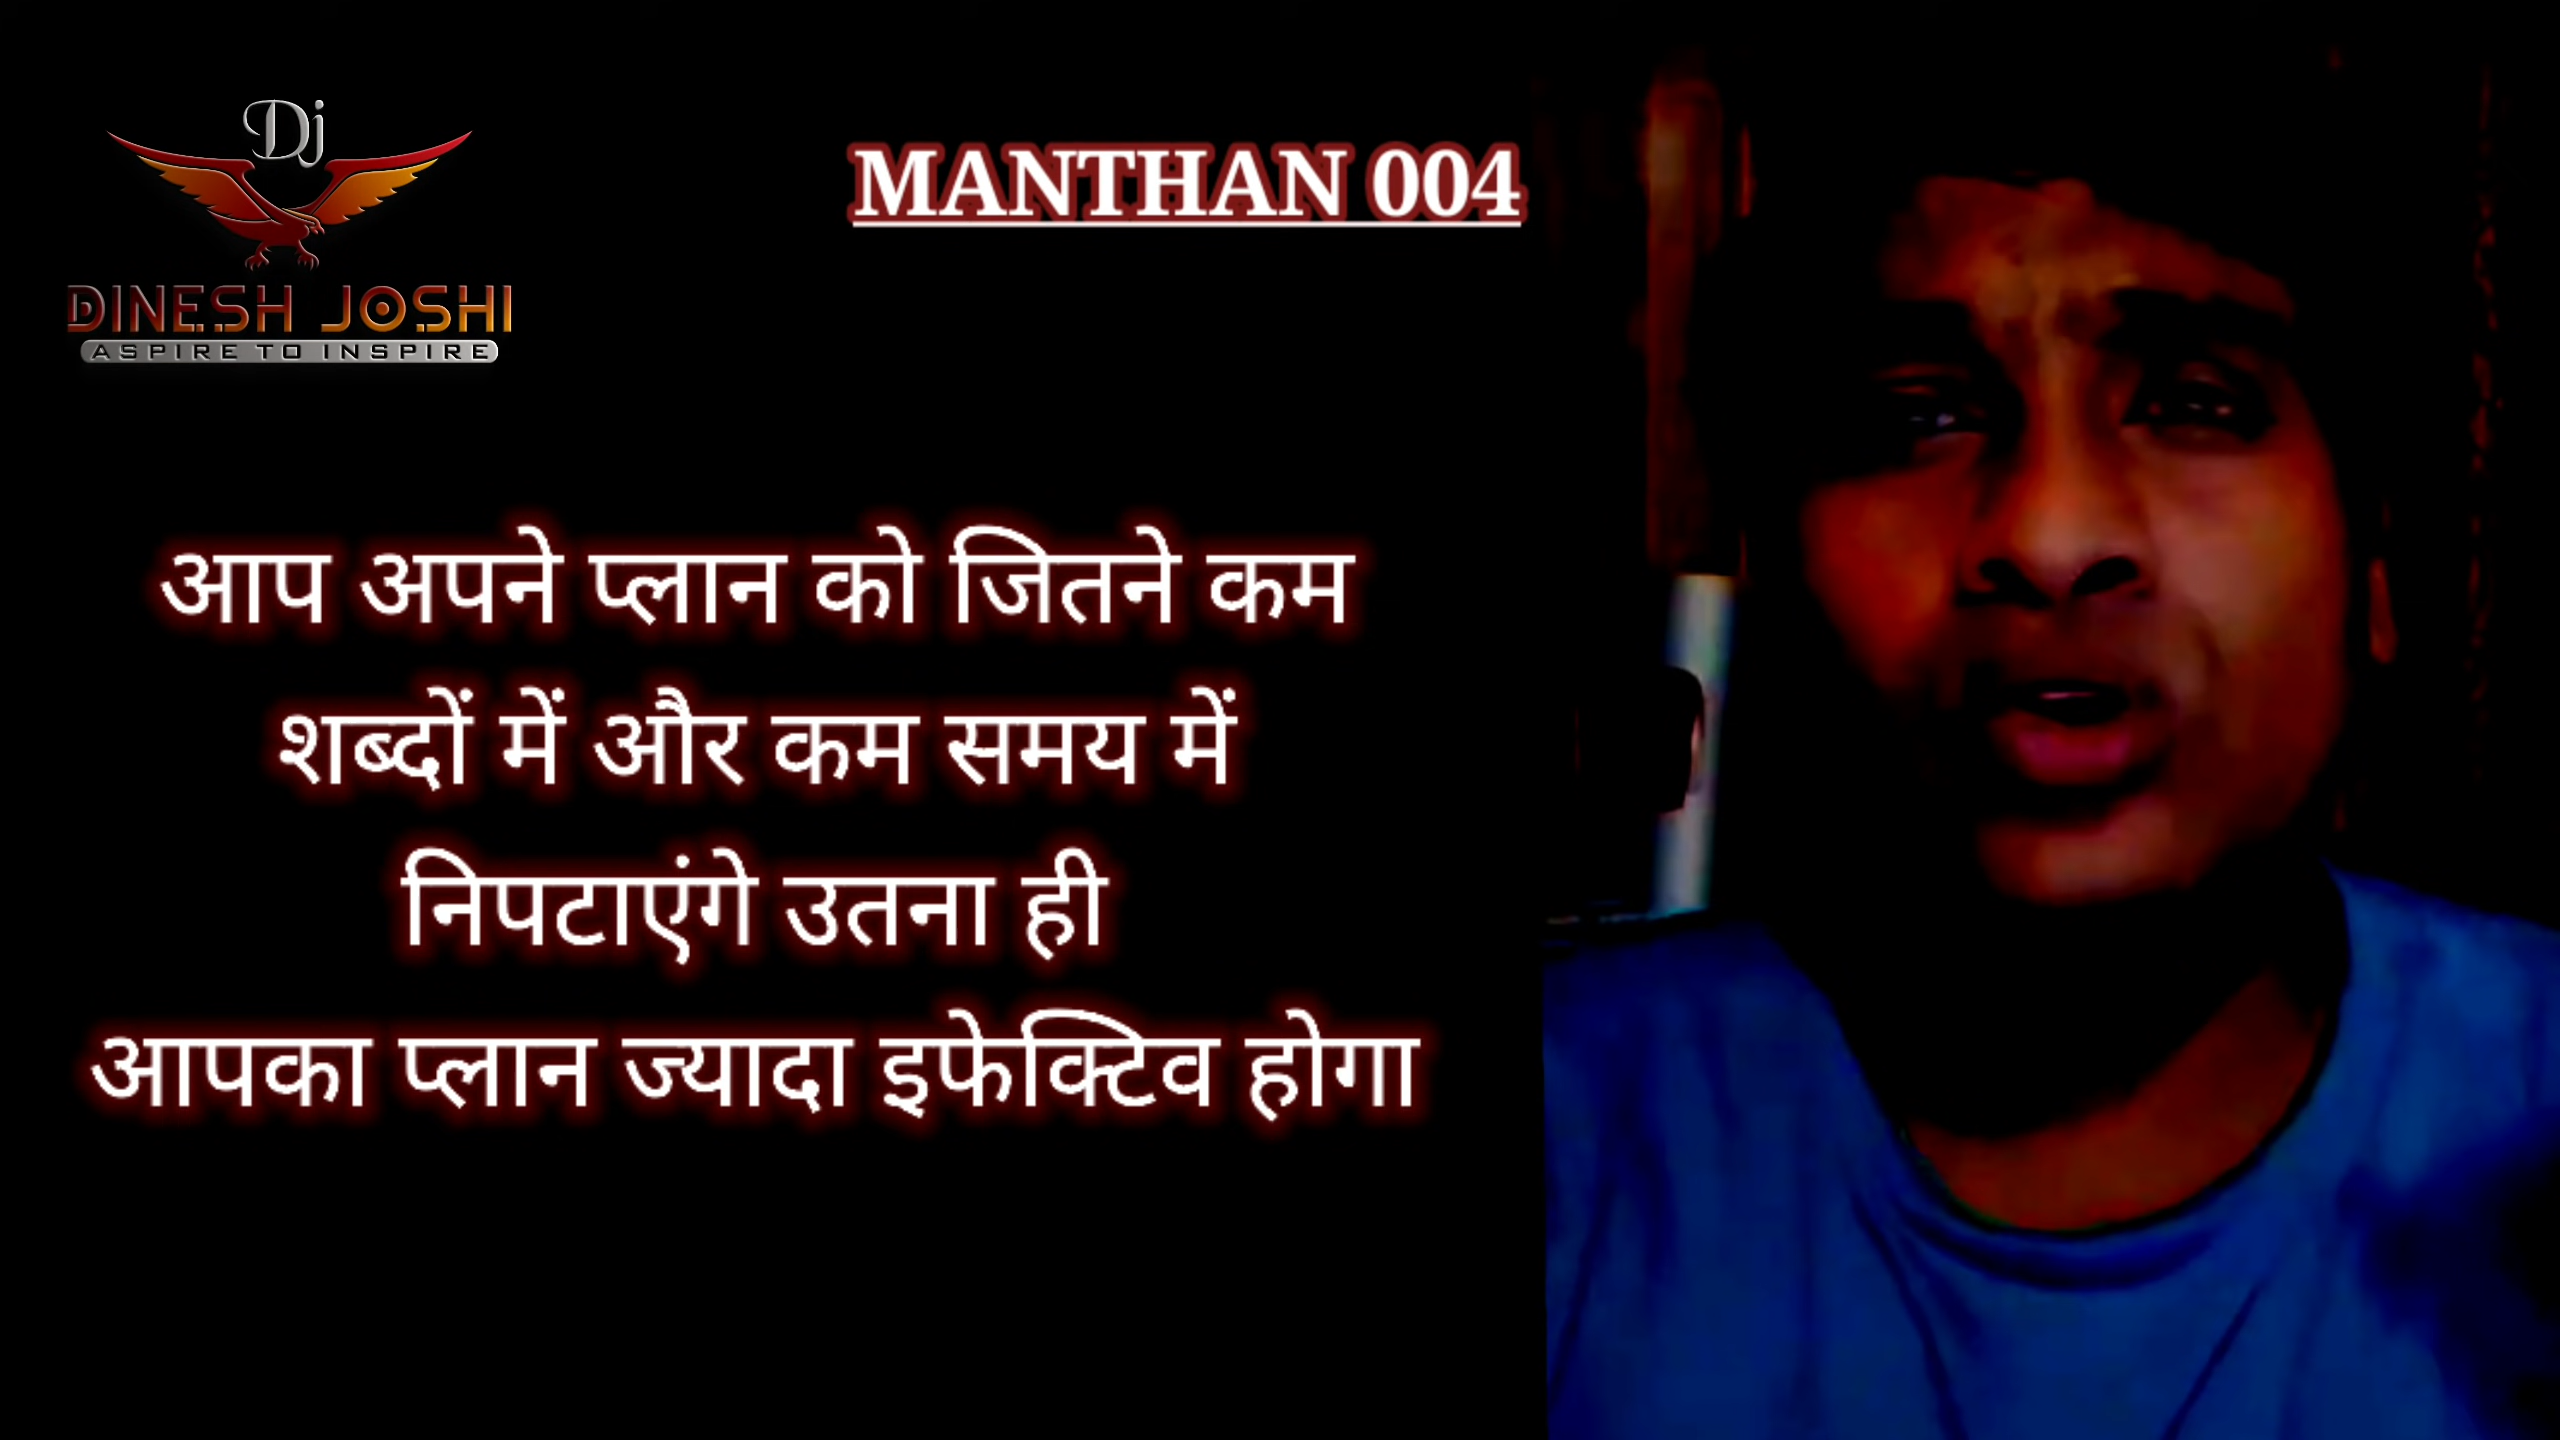 Dj
DINESH JOSHI
ASPIRE TO INSPIRE
MANTHAN 004
आप अपने प्लान को जितने कम
शब्दों में और कम समय में
निपटाएंगे उतना ही
आपका प्लान ज्यादा इफेक्टिव होगा